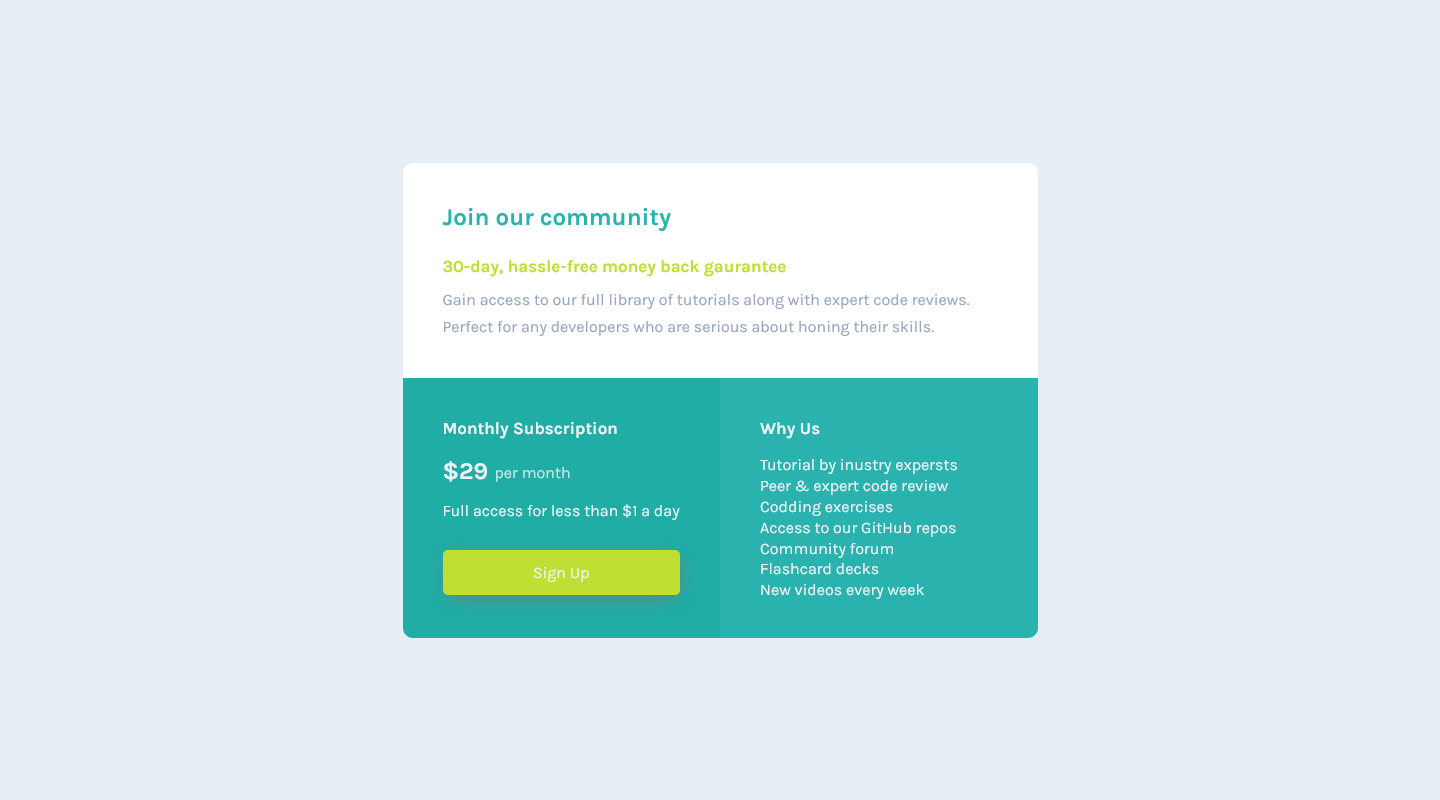 Join our community
30-day, hassle-free money back gaurantee
Gain access to our full library of tutorials along with expert code reviews.
Perfect for any developers who are serious about honing their skills.
Monthly Subscription
$29 per month
Full access for less than $1 a day
Sign Up
Why Us
Tutorial by inustry expersts
Peer & expert code review
Codding exercises
Access to our GitHub repos
Community forum
Flashcard decks
New videos every week